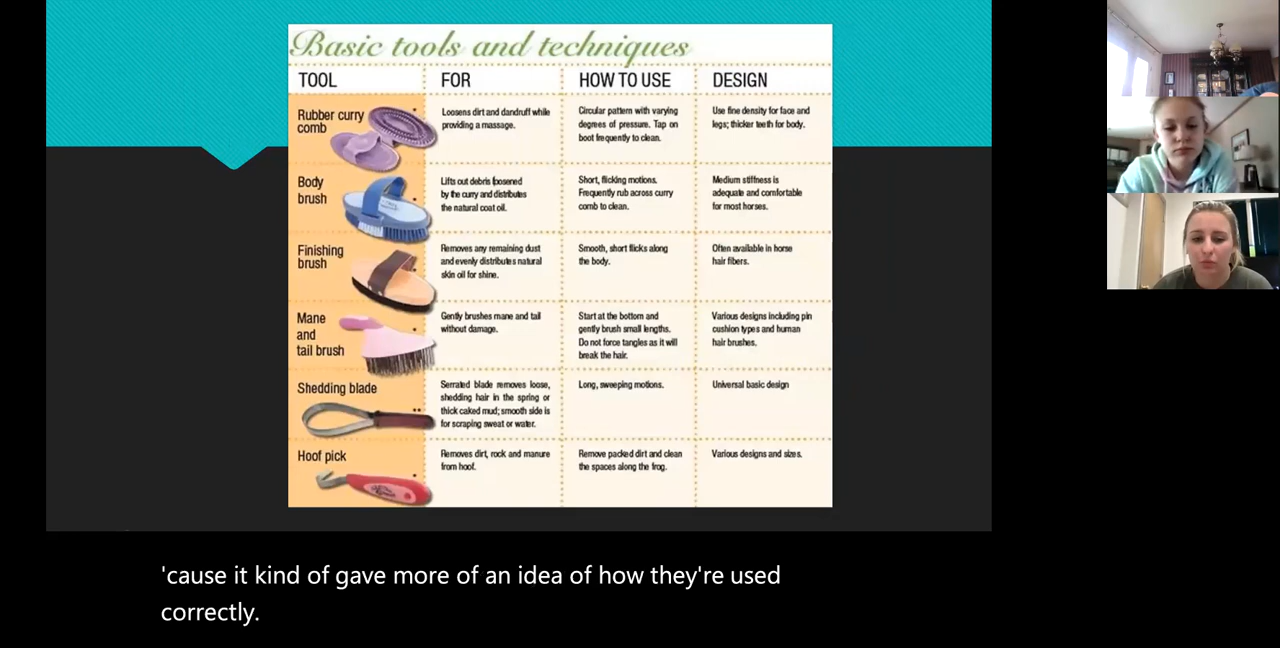 Basic tools and techniques
TOOL FOR HOW TO USE DESIGN
Rubber curry
comb
Loosens dirt and dandruff while
providing a massage.
Circular pattern with varying
degrees of pressure. Tap on
boot frequently to clean.
Use fine density for face and
legs; thicker teeth for body.
Body
brush
Lifts out debris loosened
by the curry and distributes
the natural coat oil.
Short, flicking motions.
Frequently rub across curry
comb to clean.
Medium stiffness is
adequate and comfortable
for most horses.
Finishing
brush
Removes any remaining dust
and evenly distributes natural
skin oil for shine.
Smooth, short flicks along
the body.
Often available in horse
hair fibers.
Mane
and
tail brush
Gently brushes mane and tail
without damage.
Start at the bottom and
gently brush small lengths.
Do not force tangles as it will
break the hair.
Various designs including pin
cushion types and human
hair brushes.
Shedding blade
Serrated blade removes loose,
shedding hair in the spring or
thick caked mud; smooth side is
for scraping sweat or water.
Long, sweeping motions.
Universal basic design
Hoof pick
Removes dirt, rock and manure
from hoof.
Remove packed dirt and clean
the spaces along the frog.
Various designs and sizes.
'cause it kind of gave more of an idea of how they're used
correctly.